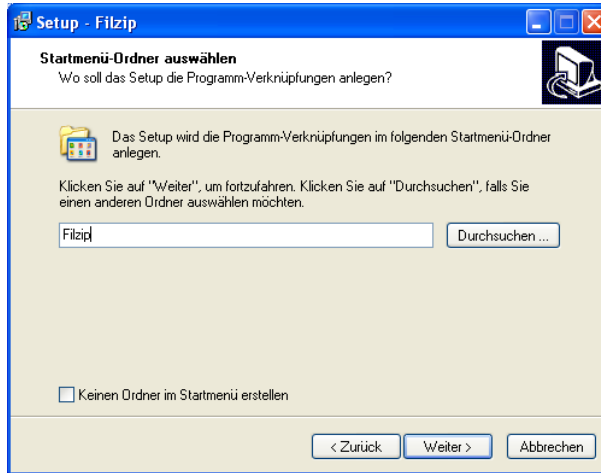 Setup - Filzip
Startmenü-Ordner auswählen
Wo soll das Setup die Programm-Verknüpfungen anlegen?
Das Setup wird die Programm-Verknüpfungen im folgenden Startmenü-Ordner
anlegen.
Klicken Sie auf "Weiter", um fortzufahren. Klicken Sie auf "Durchsuchen", falls Sie
einen anderen Ordner auswählen möchten.
Filzip
Durchsuchen ...
Keinen Ordner im Startmenü erstellen
< Zurück
Weiter >
Abbrechen